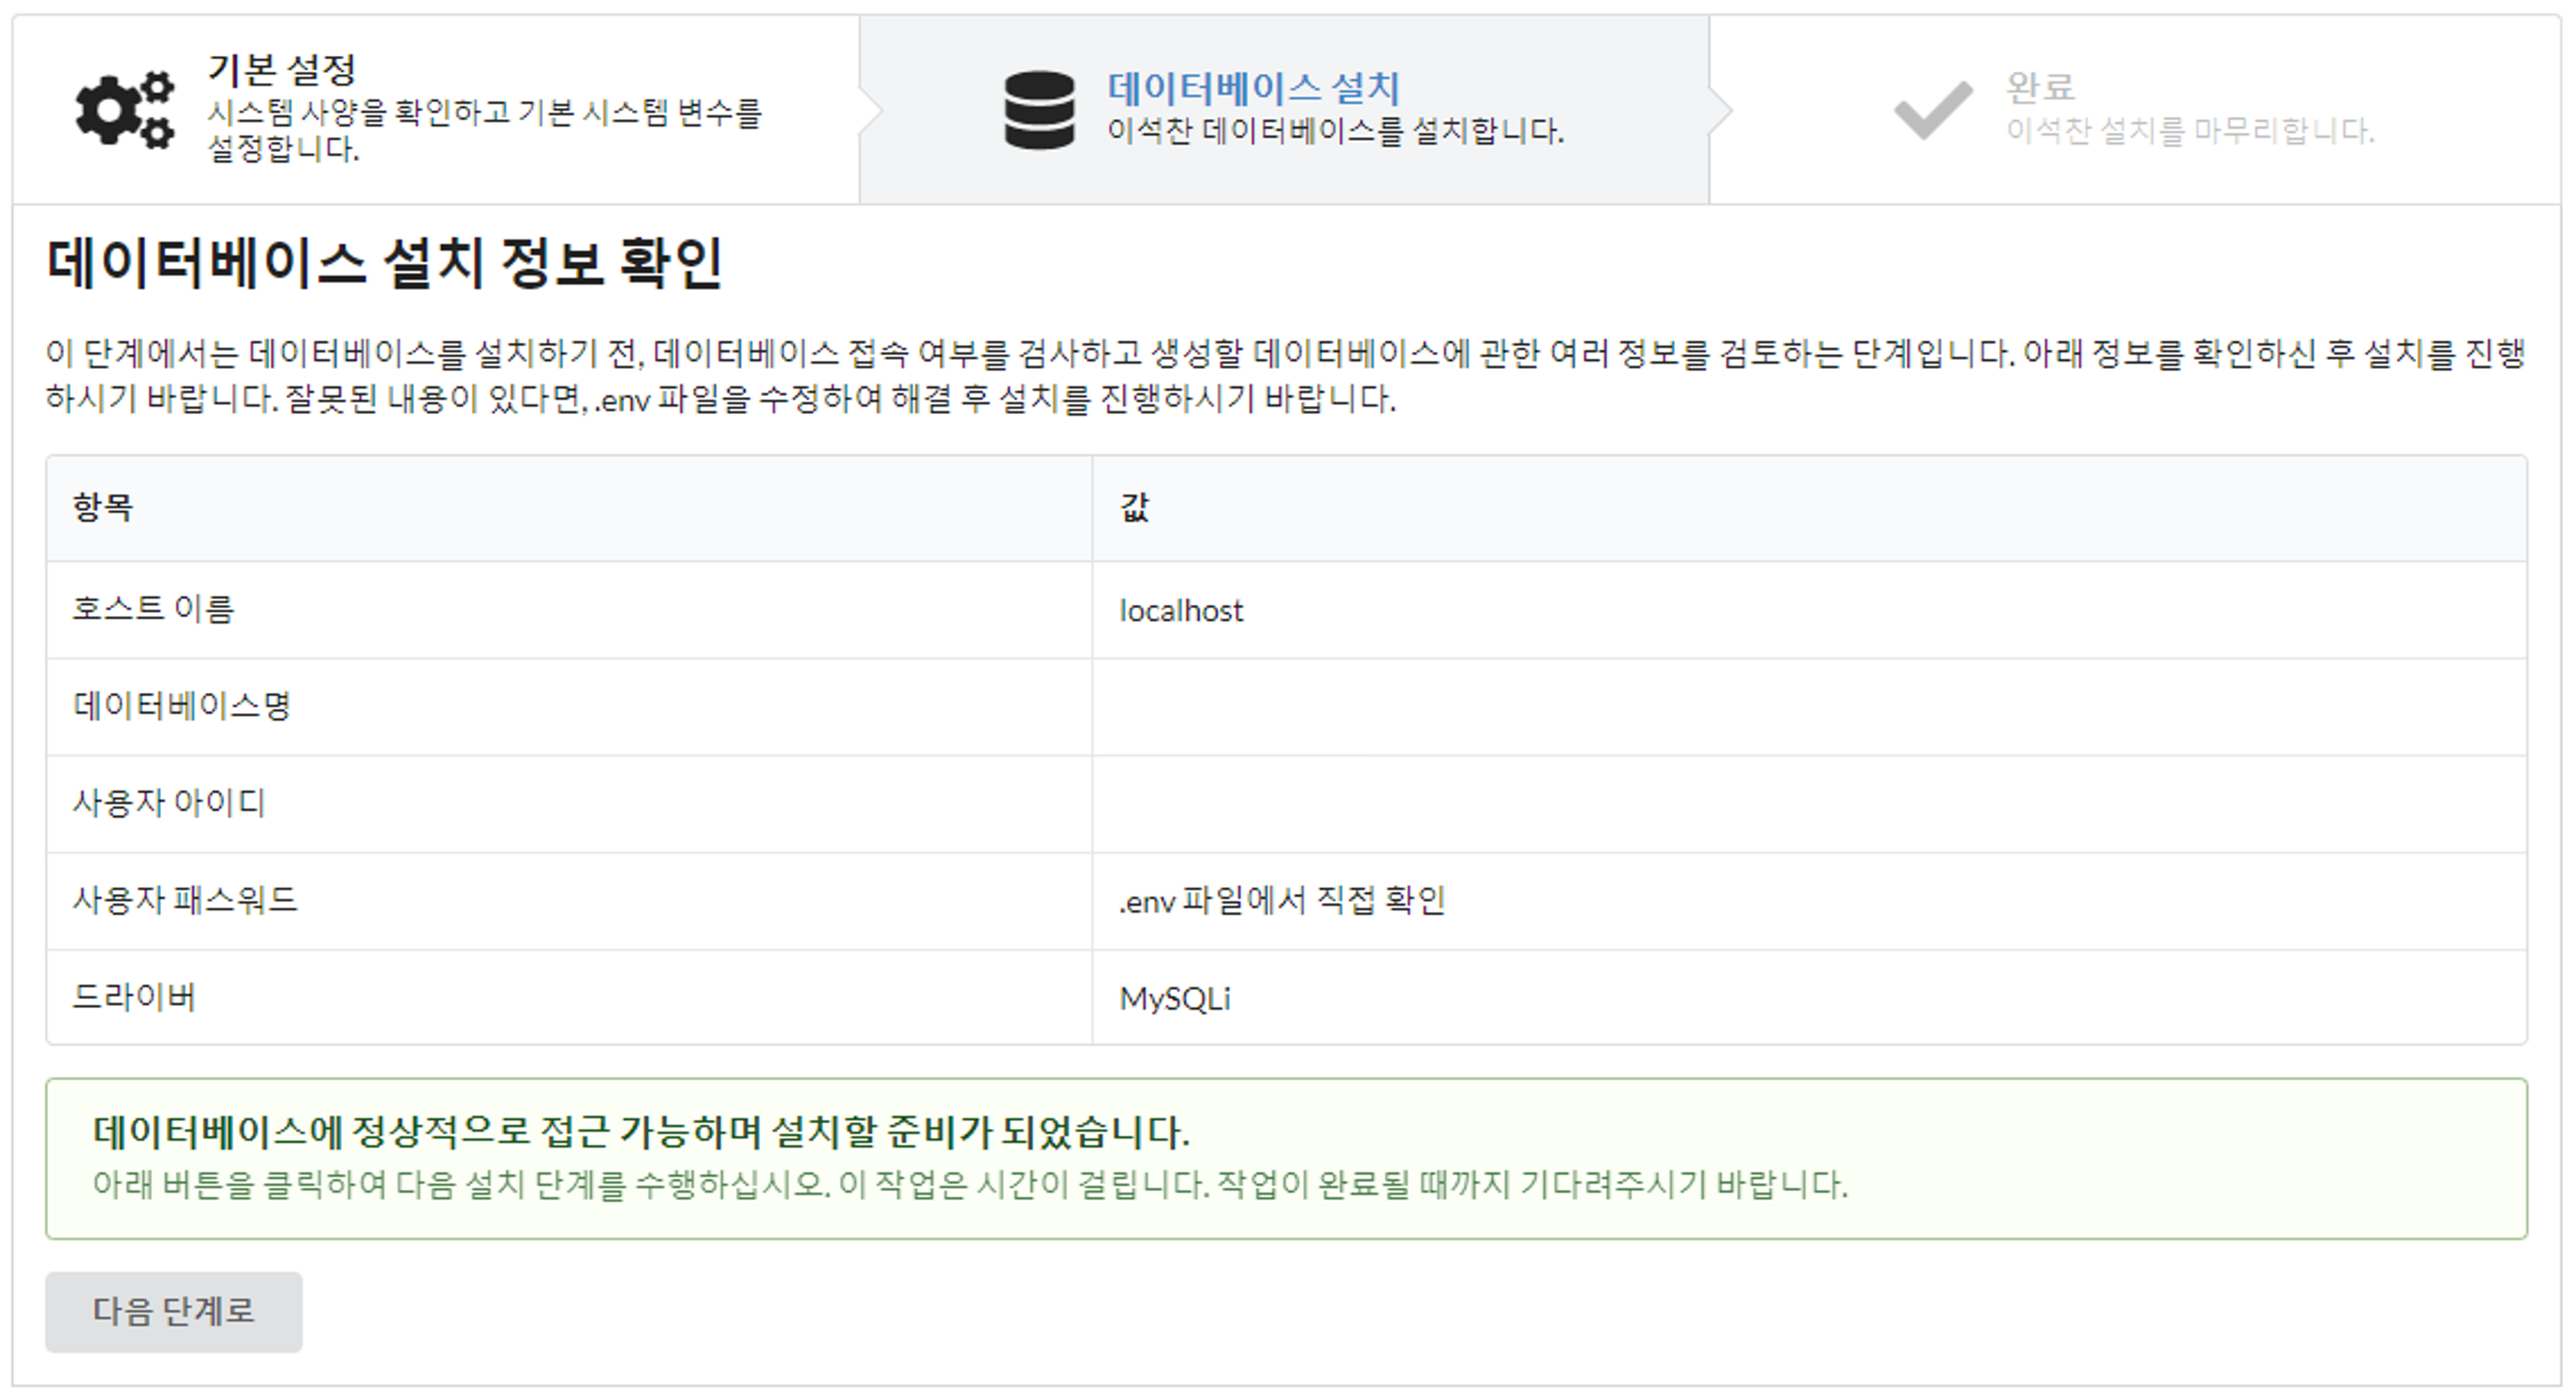 기본 설정
시스템 사양을 확인하고 기본 시스템 변수를
설정합니다.
데이터베이스 설치
이석찬 데이터베이스를 설치합니다.
완료
이석찬 설치를 마무리합니다.
데이터베이스 설치 정보 확인
이 단계에서는 데이터베이스를 설치하기 전, 데이터베이스 접속 여부를 검사하고 생성할 데이터베이스에 관한 여러 정보를 검토하는 단계입니다. 아래 정보를 확인하신 후 설치를 진행
하시기 바랍니다. 잘못된 내용이 있다면, .env 파일을 수정하여 해결 후 설치를 진행하시기 바랍니다.
항목 값
호스트 이름 localhost
데이터베이스명
사용자 아이디
사용자 패스워드 .env 파일에서 직접 확인
드라이버 MySQLi
데이터베이스에 정상적으로 접근 가능하며 설치할 준비가 되었습니다.
아래 버튼을 클릭하여 다음 설치 단계를 수행하십시오. 이 작업은 시간이 걸립니다. 작업이 완료될 때까지 기다려주시기 바랍니다.
다음 단계로